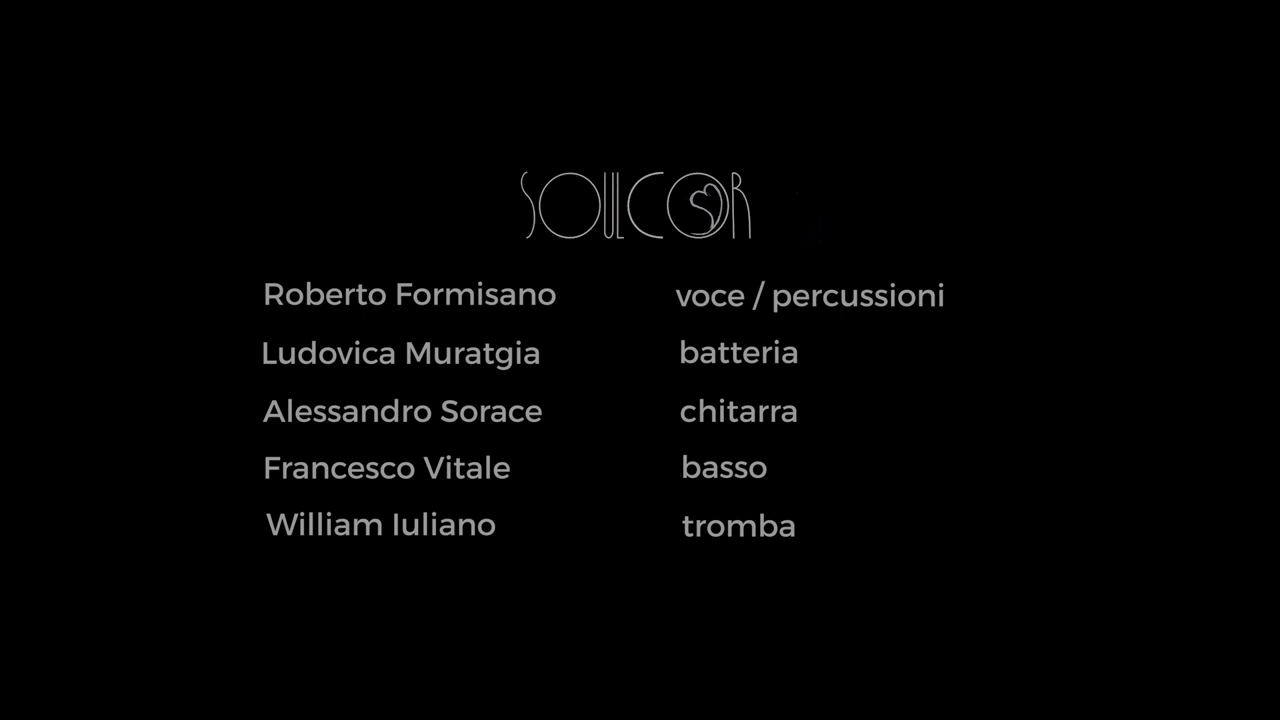 SOULCOR
Roberto Formisano voce / percussioni
Ludovica Muratgia batteria
Alessandro Sorace chitarra
Francesco Vitale basso
William Iuliano tromba